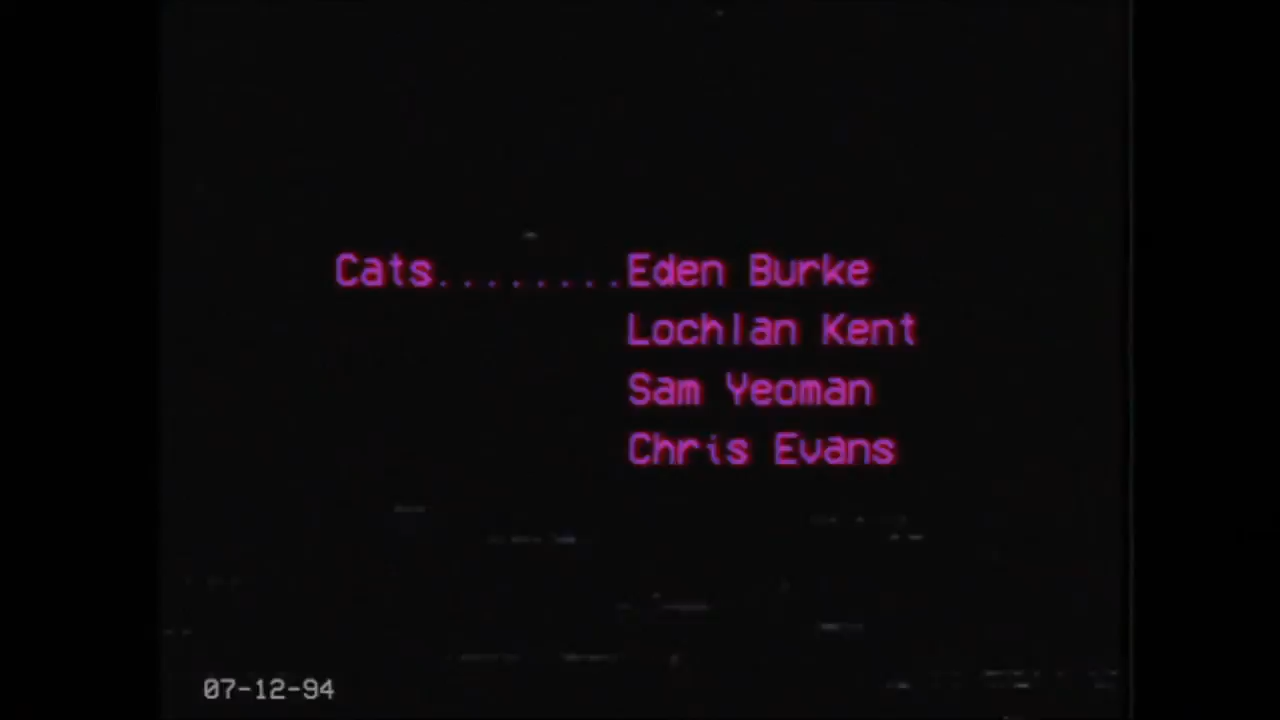 Cats........Eden Burke
Lochlan Kent
Sam Yeoman
Chris Evans
07-12-94